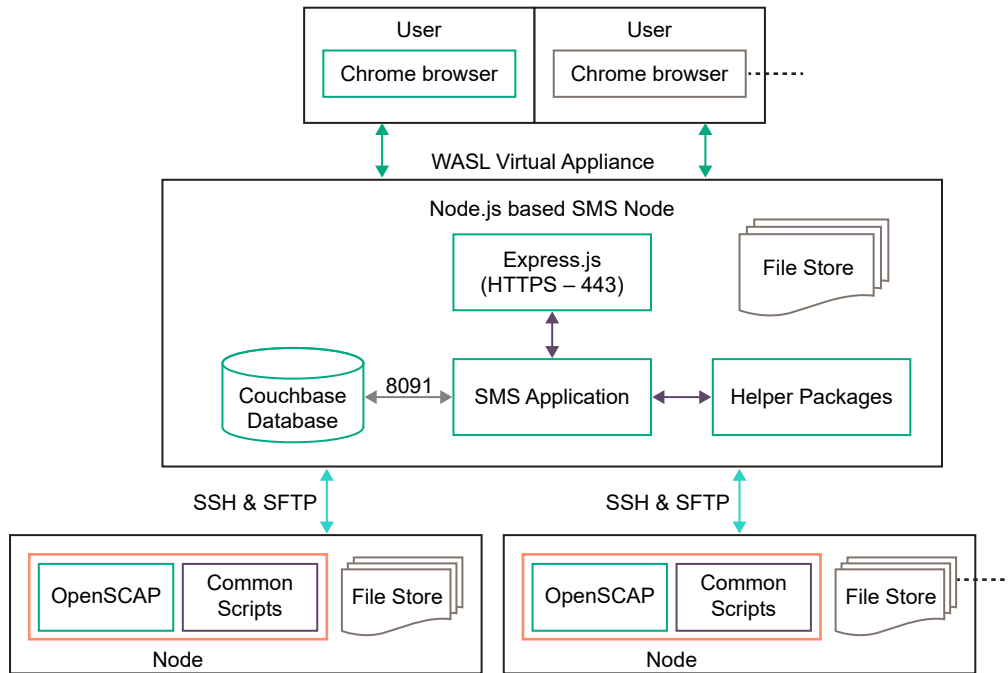 User
User
Chrome browser
Chrome browser
WASL Virtual Appliance
Node.js based SMS Node
Express.js
(HTTPS – 443)
File Store
Couchbase
Database
8091
SMS Application
Helper Packages
SSH & SFTP
SSH & SFTP
OpenSCAP
Common
Scripts
File Store
Node
OpenSCAP
Common
Scripts
File Store
Node